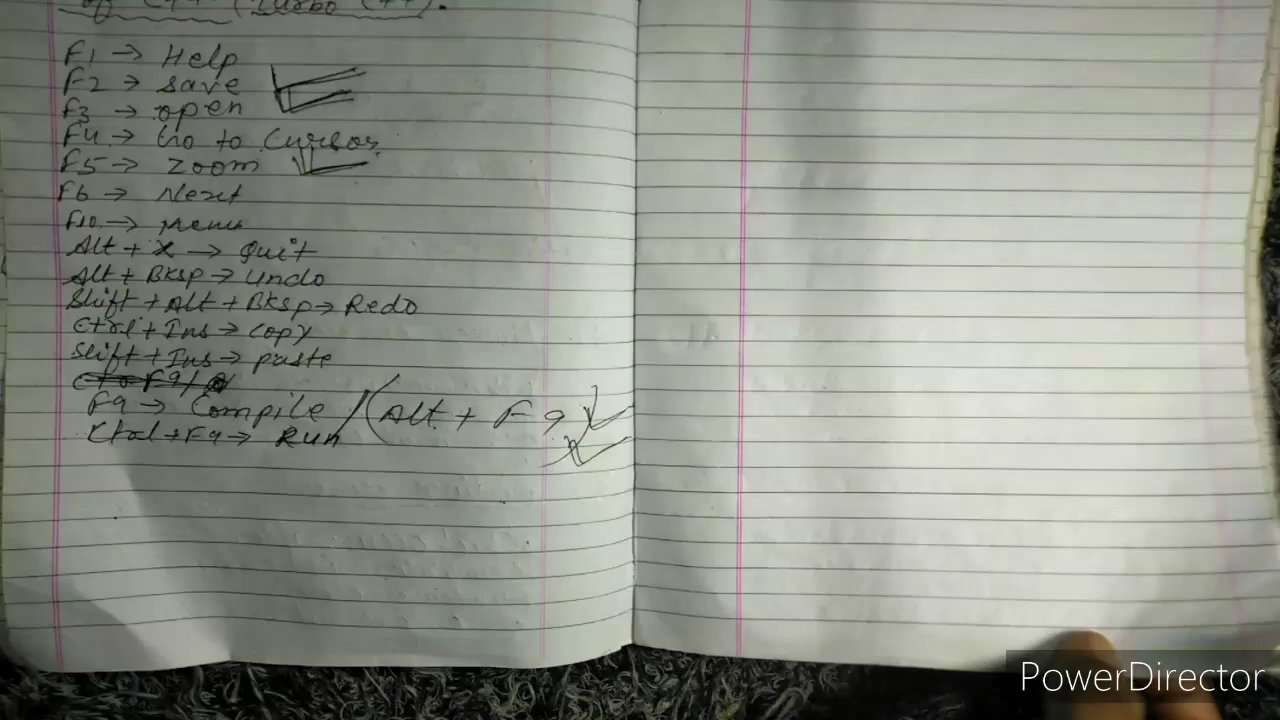 of C++ (Turbo C++).
F1 → Help
F2 → save
F3 → open
F4 → Go to Cursor
F5 → Zoom
F6 → Next
F10 → Menu
Alt + X → Quit
Alt + BKSP → Undo
Shift + Alt + BKSP → Redo
Ctrl + Ins → copy
Shift + Ins → paste
F9 → Compile / (Alt + F9)
Ctrl + F9 → Run
PowerDirector